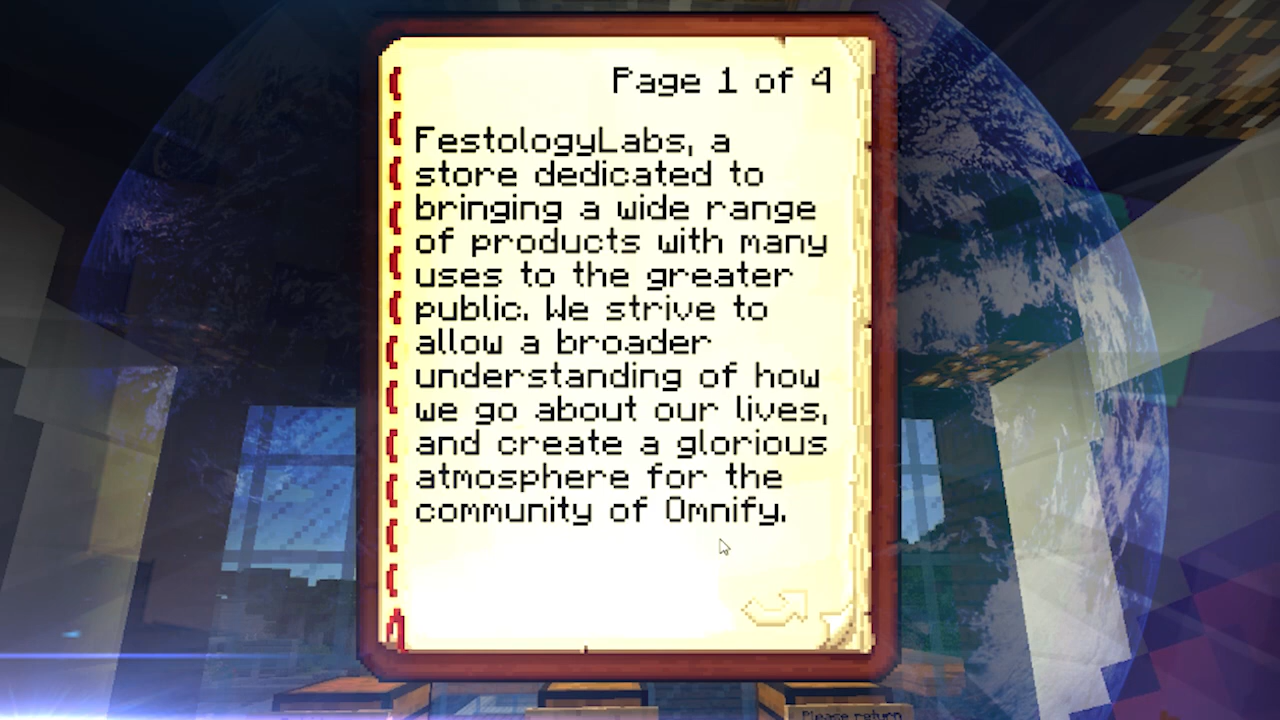 Page 1 of 4
FestologyLabs, a
store dedicated to
bringing a wide range
of products with many
uses to the greater
public. We strive to
allow a broader
understanding of how
we go about our lives,
and create a glorious
atmosphere for the
community of Omnify.
Please return